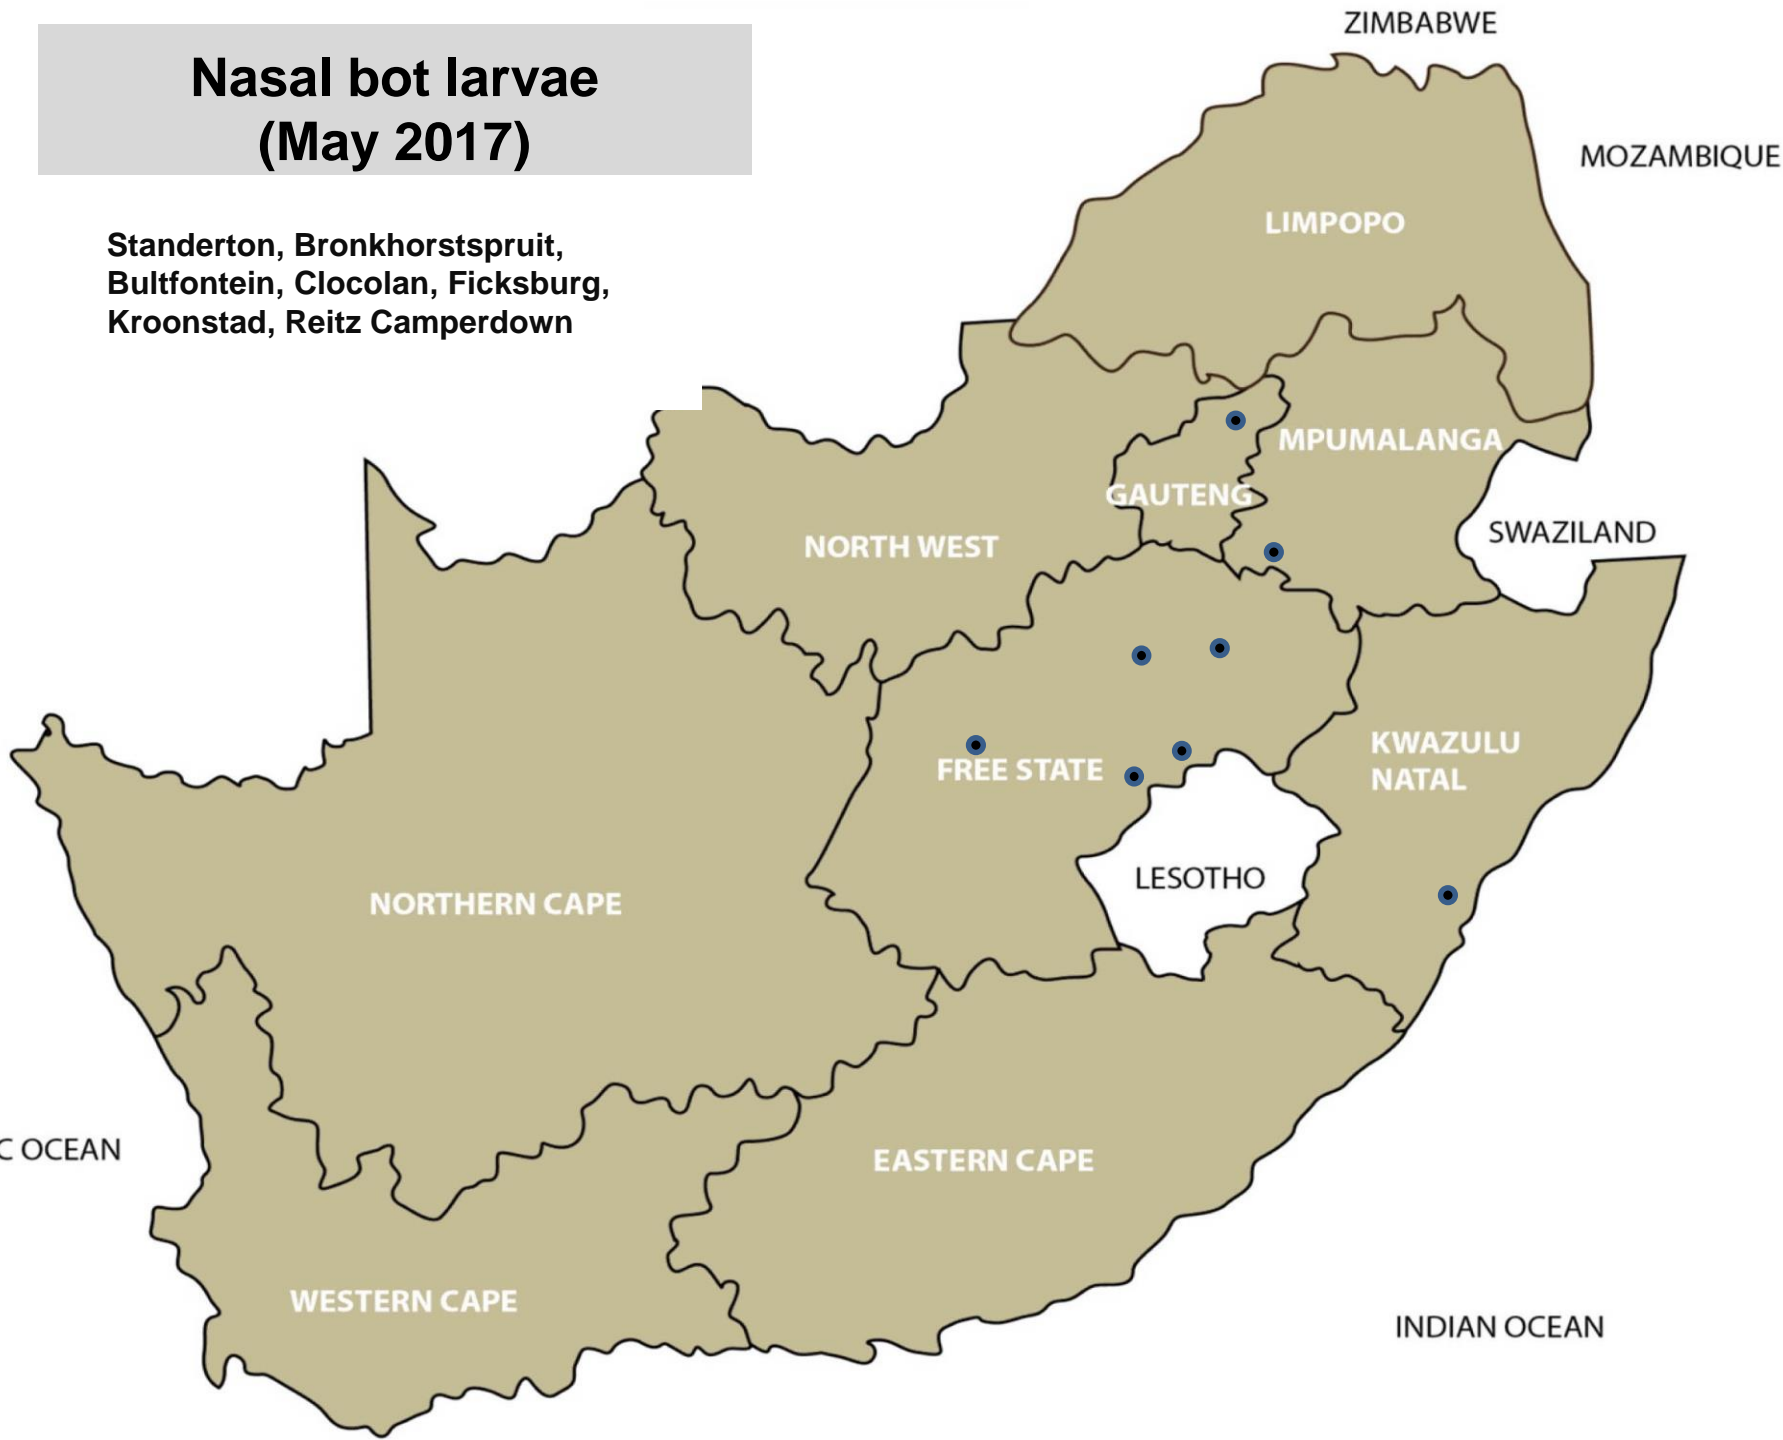 Nasal bot larvae
(May 2017)
Standerton, Bronkhorstspruit,
Bultfontein, Clocolan, Ficksburg,
Kroonstad, Reitz Camperdown
ZIMBABWE
MOZAMBIQUE
LIMPOPO
MPUMALANGA
GAUTENG
SWAZILAND
NORTH WEST
KWAZULU
NATAL
FREE STATE
LESOTHO
NORTHERN CAPE
C OCEAN
EASTERN CAPE
WESTERN CAPE
INDIAN OCEAN